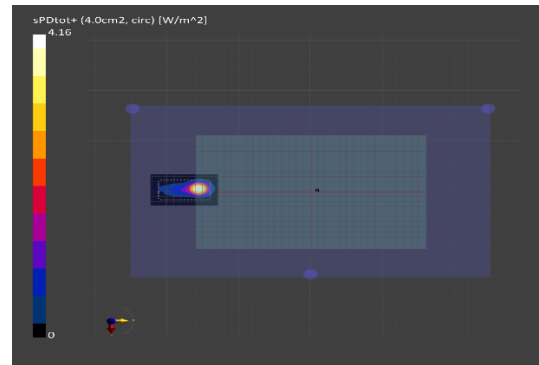 sPDtot+ (4.0cm2, circ) [W/m^2]
4.16
0